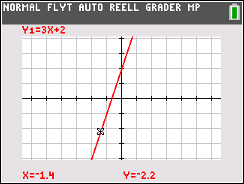 NORMAL FLYT AUTO REELL GRADER MP
Y1=3X+2
X=-1.4 Y=-2.2